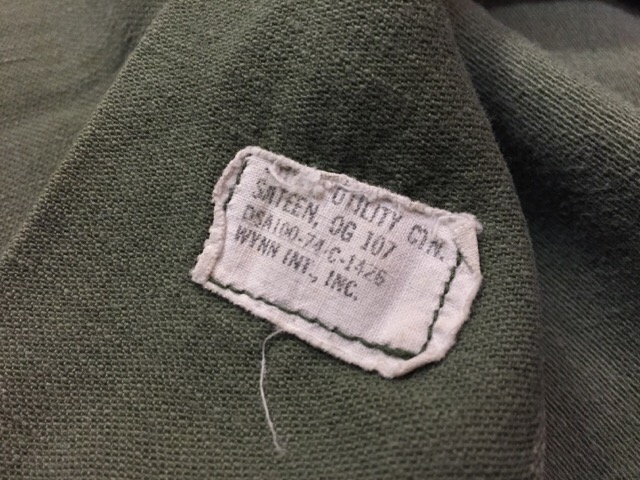 UTILITY CTN.
SATEEN, OG 107
DSA100-74-C-1426
WYNN INT., INC.